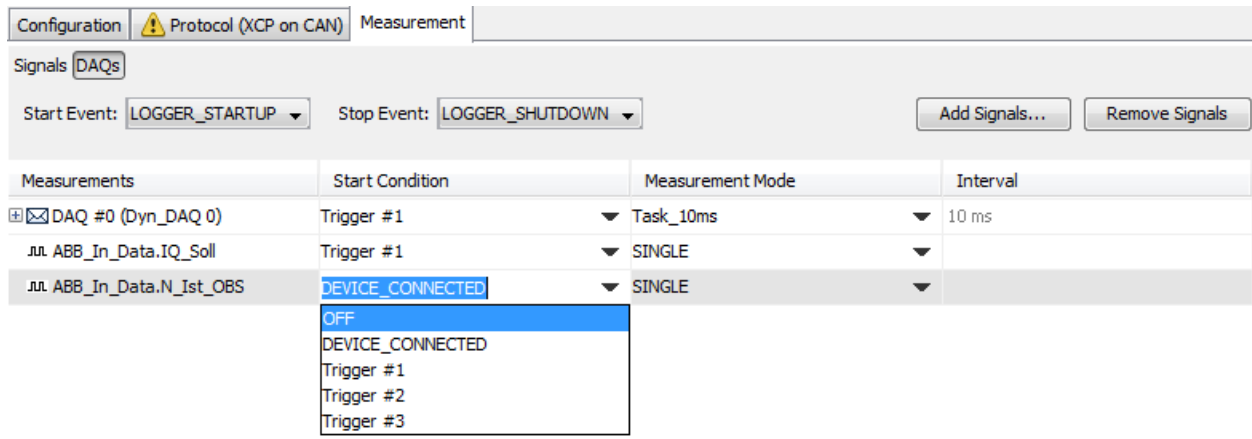 Configuration Protocol (XCP on CAN) Measurement
Signals DAQs
Start Event: LOGGER_STARTUP Stop Event: LOGGER_SHUTDOWN Add Signals... Remove Signals
Measurements Start Condition Measurement Mode Interval
DAQ #0 (Dyn_DAQ 0) Trigger #1 Task_10ms 10 ms
ABB_In_Data.IQ_Soll Trigger #1 SINGLE
ABB_In_Data.N_Ist_OBS DEVICE_CONNECTED SINGLE
OFF
DEVICE_CONNECTED
Trigger #1
Trigger #2
Trigger #3